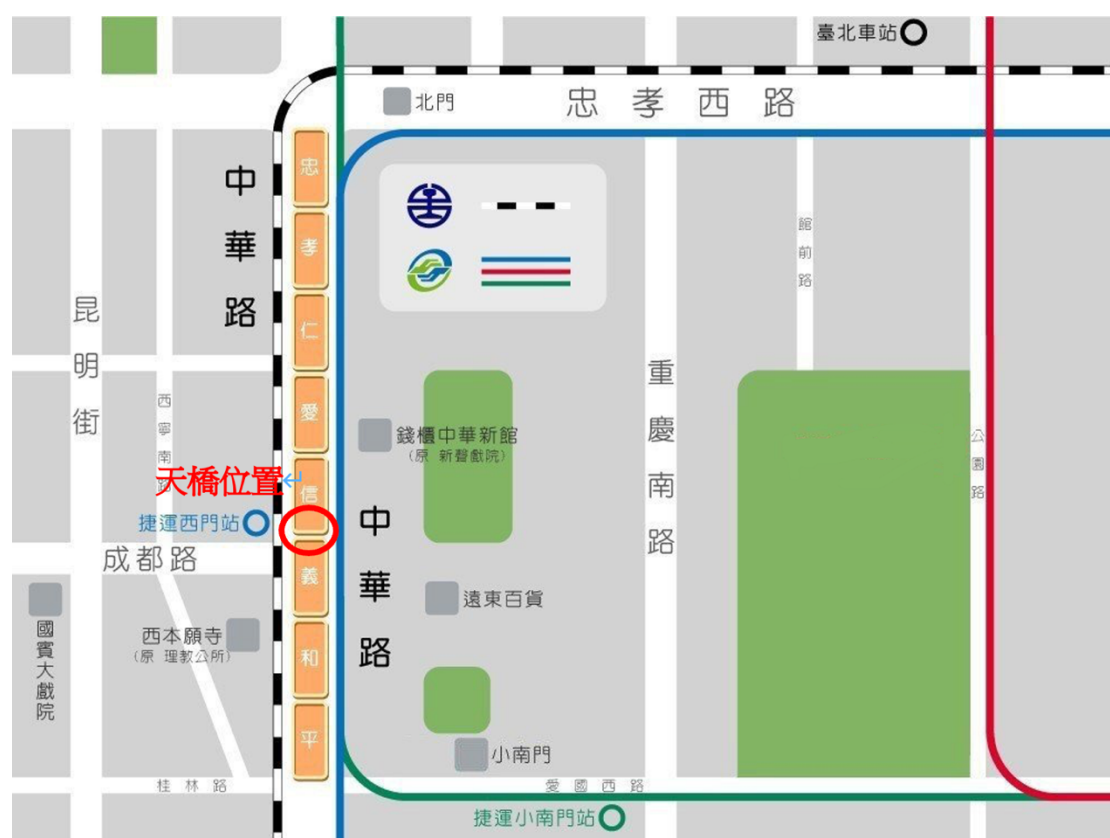 臺北車站
北門
忠孝西路
中華路
忠
孝
仁
愛
信
義
和
平
館前路
昆明街
西寧南路
重慶南路
公園路
錢櫃中華新館
(原 新聲戲院)
天橋位置
捷運西門站
成都路
中華路
國賓大戲院
西本願寺
(原 理教公所)
遠東百貨
小南門
桂林路
愛國西路
捷運小南門站